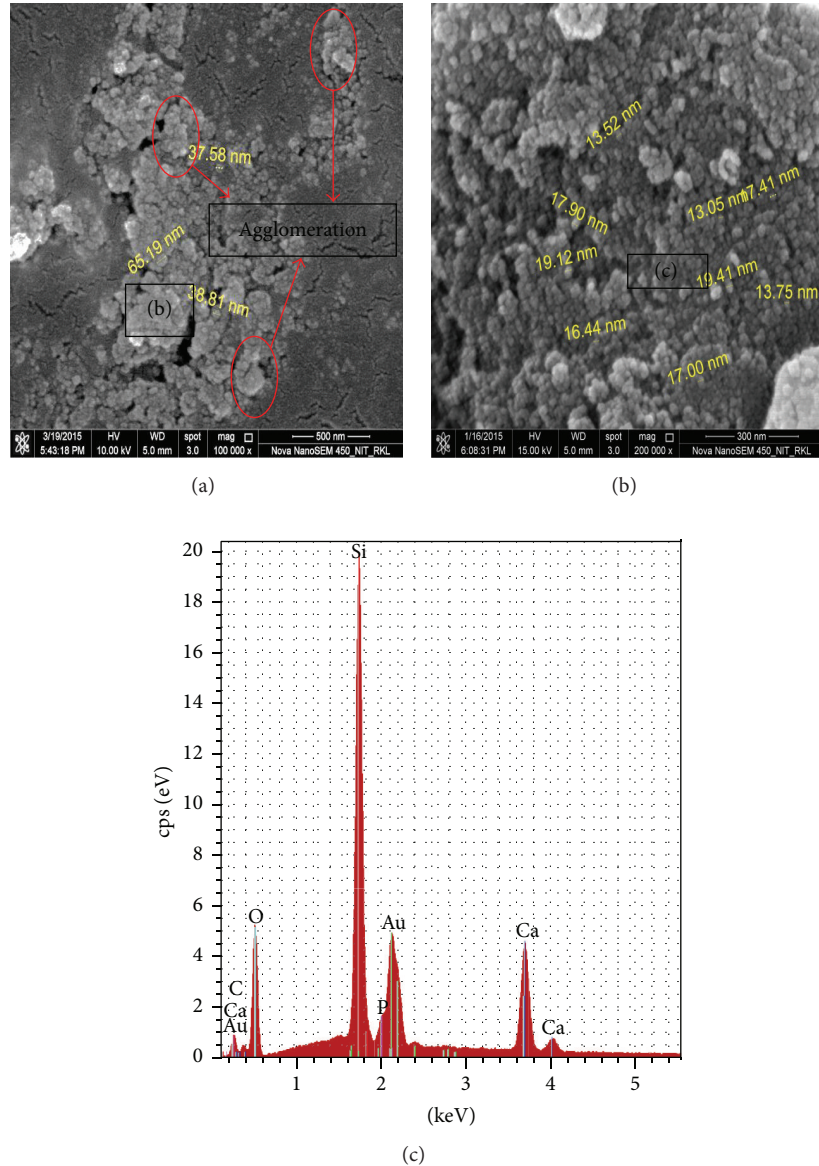 37.58 nm
Agglomeration
65.19 nm
(b)
38.81 nm
3/19/2015 HV WD spot mag 500 nm
5:43:18 PM 10.00 kV 5.0 mm 3.0 100 000 x Nova NanoSEM 450_NIT_RKL
(a)
13.52 nm
17.90 nm
13.05 nm
17.41 nm
19.12 nm
(c)
19.41 nm
13.75 nm
16.44 nm
17.00 nm
1/16/2015 HV WD spot mag 300 nm
6:08:31 PM 15.00 kV 5.0 mm 3.0 200 000 x Nova NanoSEM 450_NIT_RKL
(b)
20
18
16
14
12
10
8
6
4
2
0
cps (eV)
Si
O
C
Ca
Au
P
Au
Ca
Ca
1 2 3 4 5
(keV)
(c)